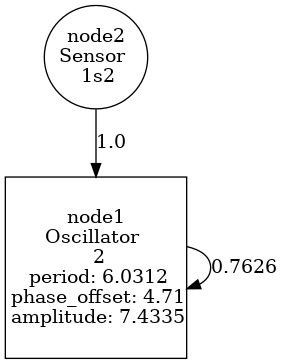 node2
Sensor
1s2
1.0
node1
Oscillator
2
period: 6.0312
phase_offset: 4.71
amplitude: 7.4335
0.7626